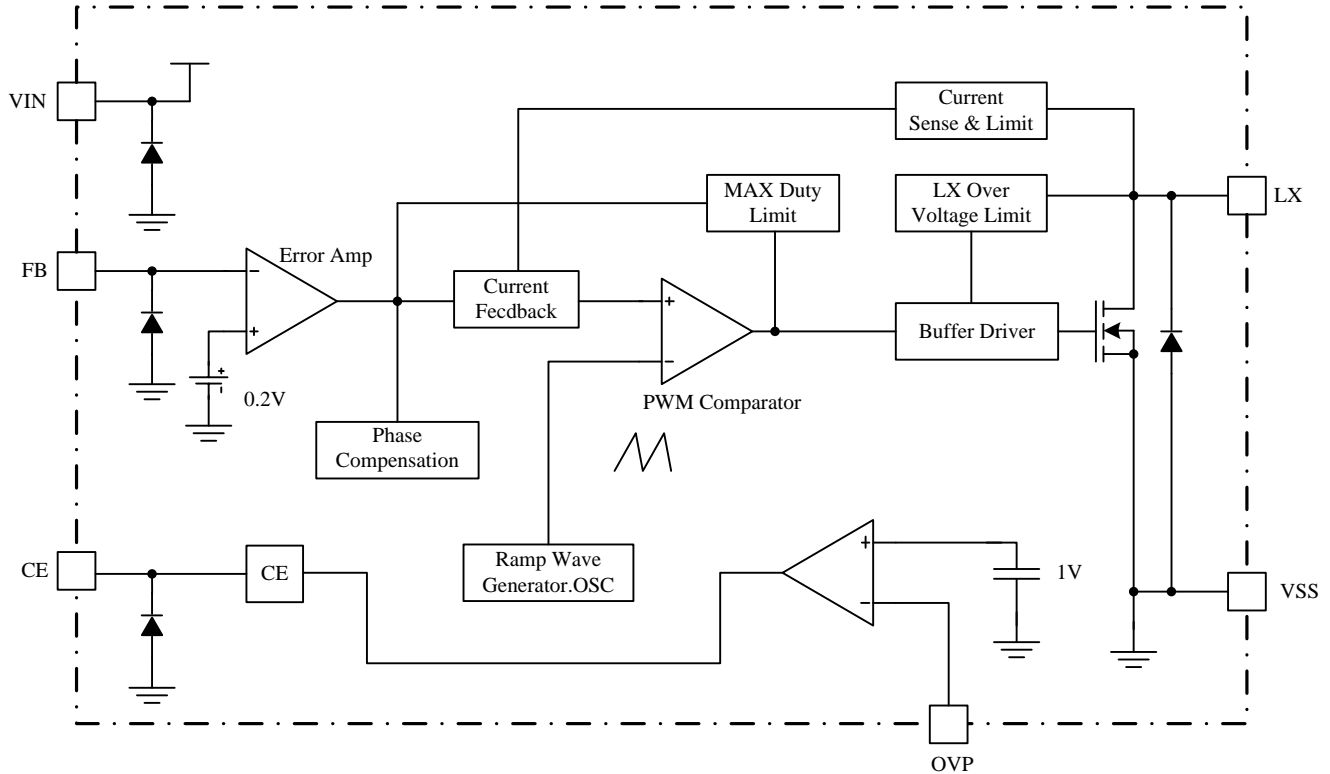 VIN
Current
Sense & Limit
MAX Duty
Limit
LX Over
Voltage Limit
LX
FB
Error Amp
−
+
Current
Fecdback
+
−
Buffer Driver
+
-
0.2V
PWM Comparator
Phase
Compensation
CE
CE
Ramp Wave
Generator.OSC
+
−
1V
VSS
OVP